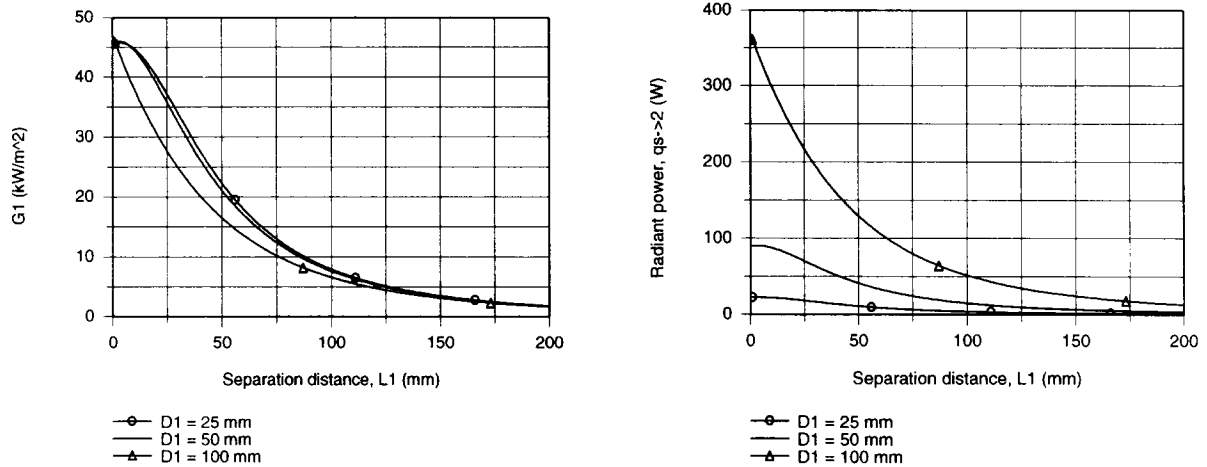 50
40
30
20
10
0
G1 (kW/m^2)
0 50 100 150 200
Separation distance, L1 (mm)
D1 = 25 mm
D1 = 50 mm
D1 = 100 mm
400
300
200
100
0
Radiant power, qs->2 (W)
0 50 100 150 200
Separation distance, L1 (mm)
D1 = 25 mm
D1 = 50 mm
D1 = 100 mm